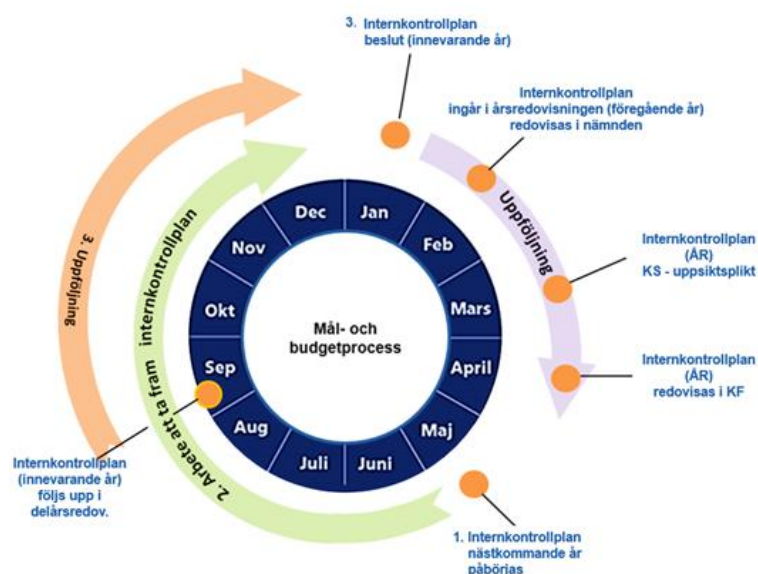 3. Internkontrollplan
beslut (innevarande år)
Internkontrollplan
ingår i årsredovisningen (föregående år)
redovisas i nämnden
Uppföljning
Internkontrollplan
(ÅR)
KS - uppsiktsplikt
Internkontrollplan
(ÅR)
redovisas i KF
1. Internkontrollplan
nästkommande år
påbörjas
Internkontrollplan
(innevarande år)
följs upp i
delårsredov.
3. Uppföljning
2. Arbete att ta fram internkontrollplan
Jan
Feb
Mars
April
Maj
Juni
Juli
Aug
Sep
Okt
Nov
Dec
Mål- och
budgetprocess